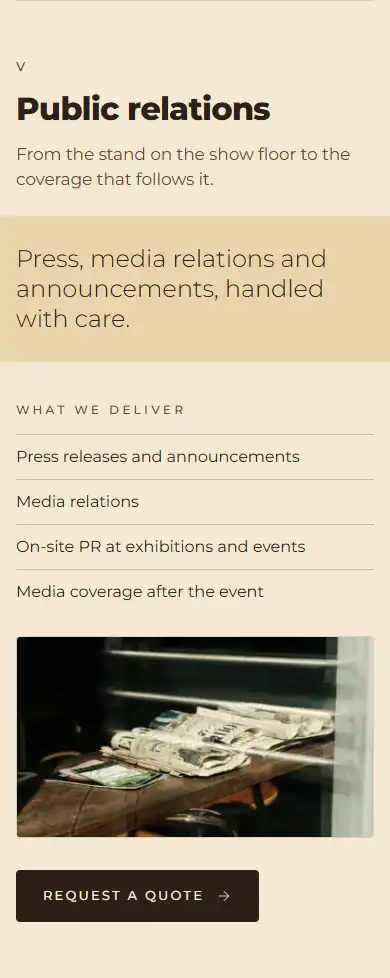 V
Public relations
From the stand on the show floor to the
coverage that follows it.
Press, media relations and
announcements, handled
with care.
WHAT WE DELIVER
Press releases and announcements
Media relations
On-site PR at exhibitions and events
Media coverage after the event
REQUEST A QUOTE →